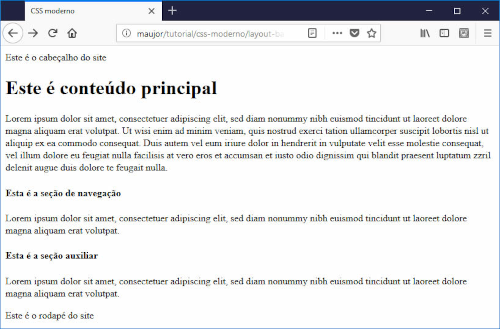 CSS moderno
maujor/tutorial/css-moderno/layout-ba
Este é o cabeçalho do site
Este é conteúdo principal
Lorem ipsum dolor sit amet, consectetuer adipiscing elit, sed diam nonummy nibh euismod tincidunt ut laoreet dolore
magna aliquam erat volutpat. Ut wisi enim ad minim veniam, quis nostrud exerci tation ullamcorper suscipit lobortis nisl ut
aliquip ex ea commodo consequat. Duis autem vel eum iriure dolor in hendrerit in vulputate velit esse molestie consequat,
vel illum dolore eu feugiat nulla facilisis at vero eros et accumsan et iusto odio dignissim qui blandit praesent luptatum zzril
delenit augue duis dolore te feugait nulla.
Esta é a seção de navegação
Lorem ipsum dolor sit amet, consectetuer adipiscing elit, sed diam nonummy nibh euismod tincidunt ut laoreet dolore
magna aliquam erat volutpat.
Esta é a seção auxiliar
Lorem ipsum dolor sit amet, consectetuer adipiscing elit, sed diam nonummy nibh euismod tincidunt ut laoreet dolore
magna aliquam erat volutpat.
Este é o rodapé do site